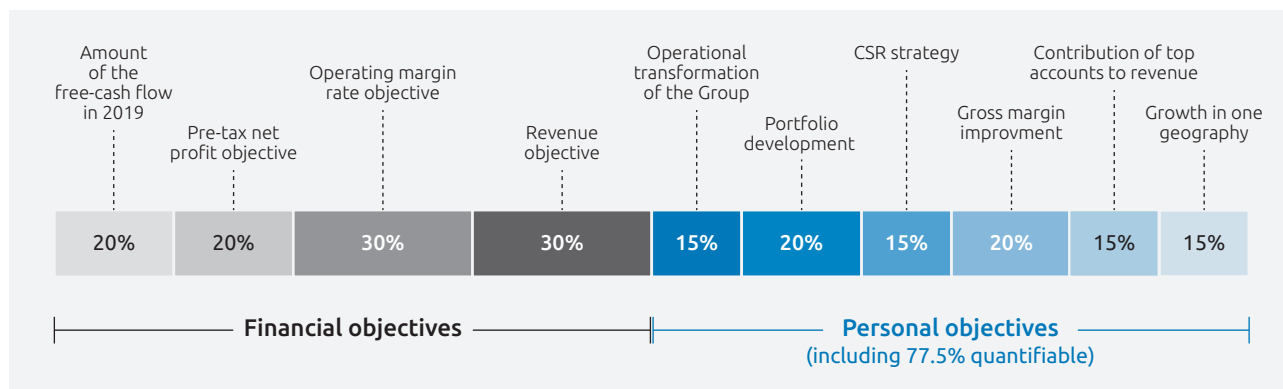 Amount
of the
free-cash flow
in 2019
Pre-tax net
profit objective
Operating margin
rate objective
Revenue
objective
Operational
transformation
of the Group
Portfolio
development
CSR strategy
Gross margin
improvment
Contribution of top
accounts to revenue
Growth in one
geography
20%
20%
30%
30%
15%
20%
15%
20%
15%
15%
Financial objectives
Personal objectives
(including 77.5% quantifiable)